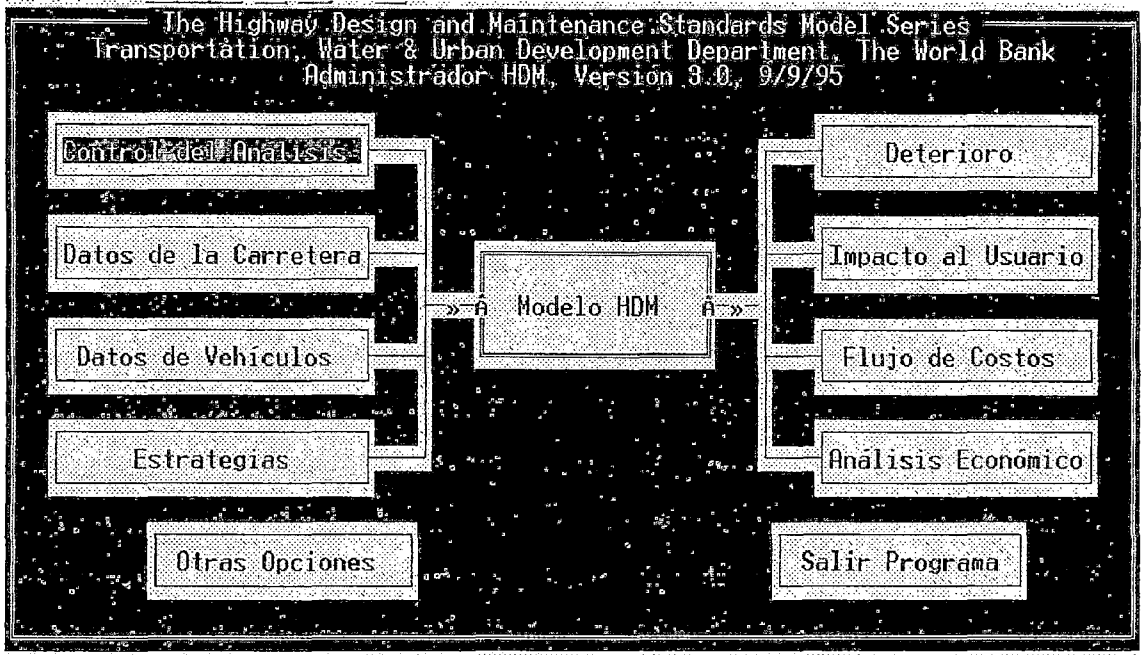 The Highway Design and Maintenance Standards Model Series
Transportation, Water & Urban Development Department, The World Bank
Administrador HDM, Versión 3.0, 9/9/95
Control del Análisis
Deterioro
Datos de la Carretera
Impacto al Usuario
» Â Modelo HDM Â »
Datos de Vehículos
Flujo de Costos
Estrategias
Análisis Económico
Otras Opciones
Salir Programa